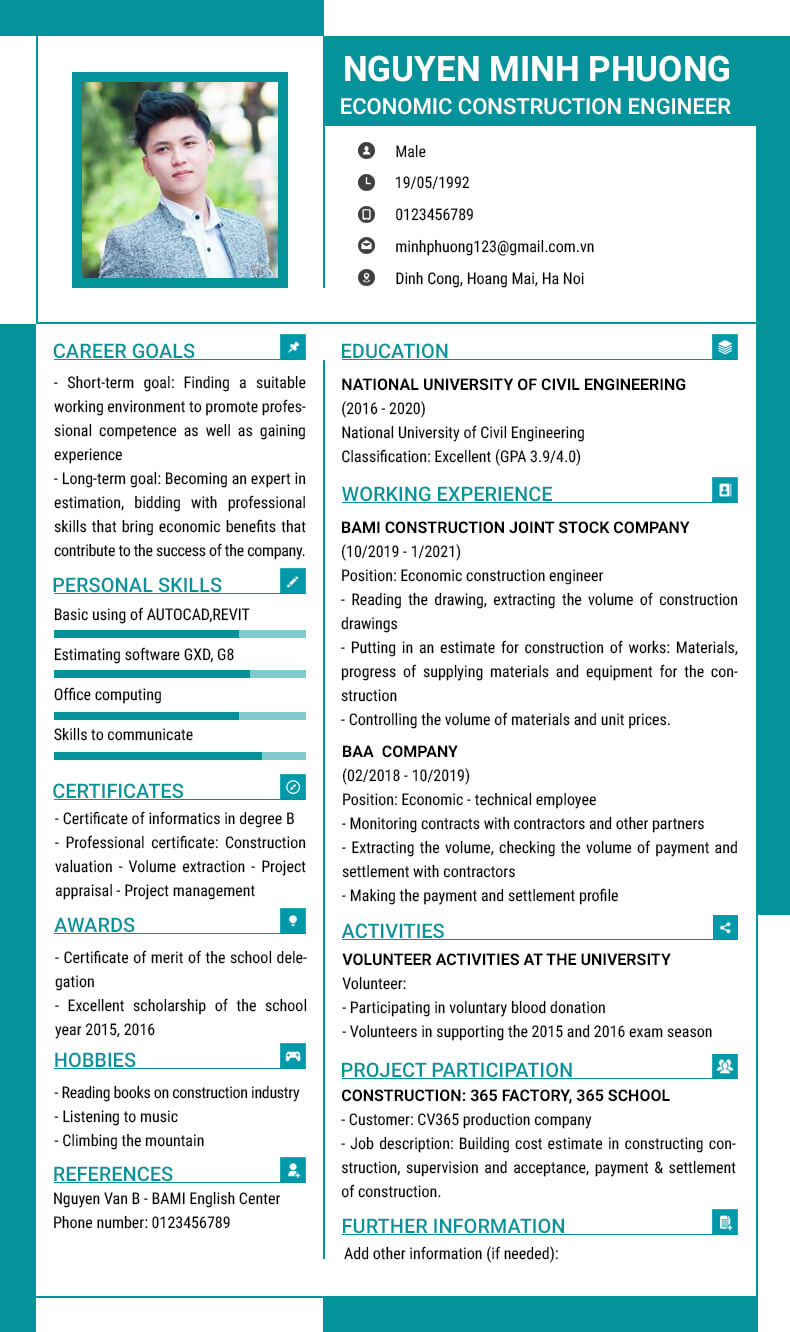 NGUYEN MINH PHUONG
ECONOMIC CONSTRUCTION ENGINEER
Male
19/05/1992
0123456789
minhphuong123@gmail.com.vn
Dinh Cong, Hoang Mai, Ha Noi
CAREER GOALS
- Short-term goal: Finding a suitable
working environment to promote profes-
sional competence as well as gaining
experience
- Long-term goal: Becoming an expert in
estimation, bidding with professional
skills that bring economic benefits that
contribute to the success of the company.
PERSONAL SKILLS
Basic using of AUTOCAD,REVIT
Estimating software GXD, G8
Office computing
Skills to communicate
CERTIFICATES
- Certificate of informatics in degree B
- Professional certificate: Construction
valuation - Volume extraction - Project
appraisal - Project management
AWARDS
- Certificate of merit of the school dele-
gation
- Excellent scholarship of the school
year 2015, 2016
HOBBIES
- Reading books on construction industry
- Listening to music
- Climbing the mountain
REFERENCES
Nguyen Van B - BAMI English Center
Phone number: 0123456789
EDUCATION
NATIONAL UNIVERSITY OF CIVIL ENGINEERING
(2016 - 2020)
National University of Civil Engineering
Classification: Excellent (GPA 3.9/4.0)
WORKING EXPERIENCE
BAMI CONSTRUCTION JOINT STOCK COMPANY
(10/2019 - 1/2021)
Position: Economic construction engineer
- Reading the drawing, extracting the volume of construction
drawings
- Putting in an estimate for construction of works: Materials,
progress of supplying materials and equipment for the con-
struction
- Controlling the volume of materials and unit prices.
BAA COMPANY
(02/2018 - 10/2019)
Position: Economic - technical employee
- Monitoring contracts with contractors and other partners
- Extracting the volume, checking the volume of payment and
settlement with contractors
- Making the payment and settlement profile
ACTIVITIES
VOLUNTEER ACTIVITIES AT THE UNIVERSITY
Volunteer:
- Participating in voluntary blood donation
- Volunteers in supporting the 2015 and 2016 exam season
PROJECT PARTICIPATION
CONSTRUCTION: 365 FACTORY, 365 SCHOOL
- Customer: CV365 production company
- Job description: Building cost estimate in constructing con-
struction, supervision and acceptance, payment & settlement
of construction.
FURTHER INFORMATION
Add other information (if needed):